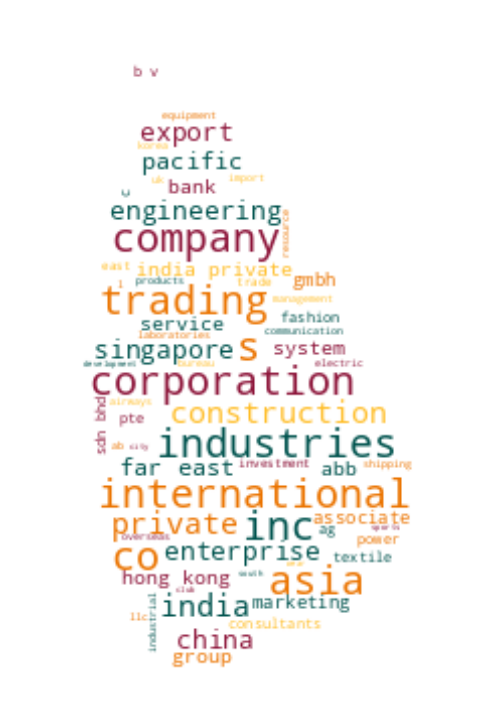 b v
equipment
export
korea
pacific
uk
import
bank
engineering
resource
company
east
india private
products
trade
gmbh
l
trading
management
service
fashion
communication
laboratories
singapore
s
system
development
bureau
electric
corporation
sdn bhd
airways
pte
construction
ab
city
industries
far east
investment
abb
shipping
international
private
inc
associate
ag
sports
overseas
power
co
enterprise
textile
hong kong
south
asia
club
industrial
india
marketing
llc
consultants
china
group